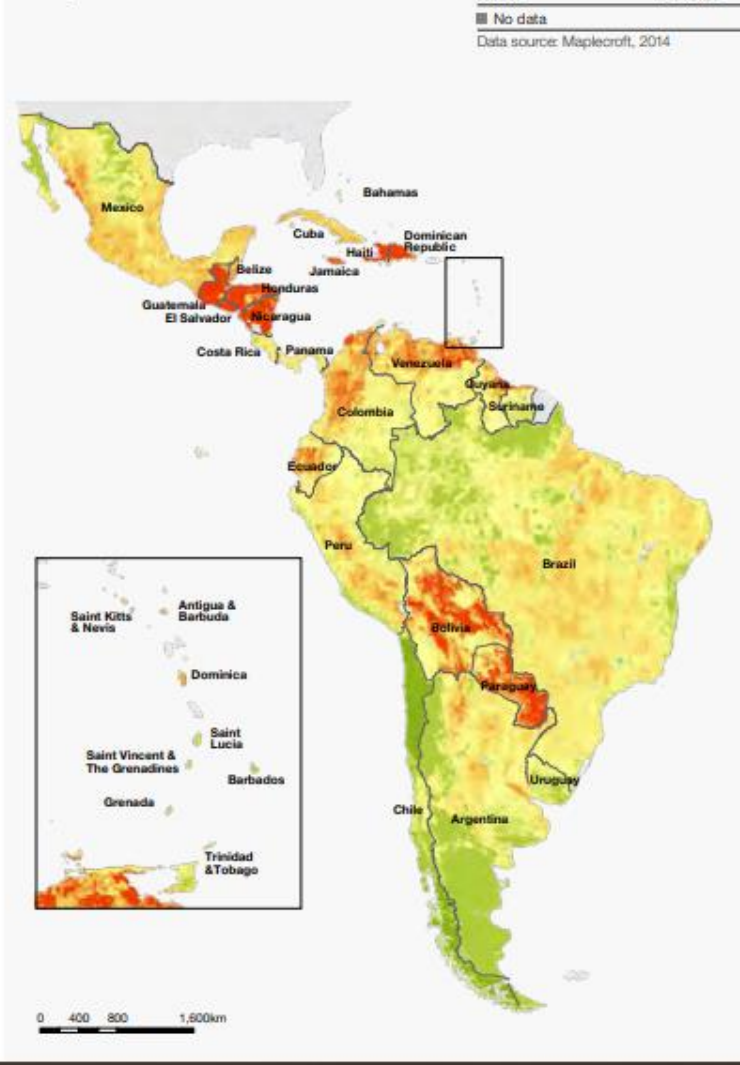 No data
Data source: Maplecroft, 2014
Bahamas
Mexico
Cuba
Dominican
Republic
Haiti
Jamaica
Belize
Honduras
Guatemala
El Salvador
Nicaragua
Costa Rica
Panama
Venezuela
Guyana
Suriname
Colombia
Ecuador
Peru
Brazil
Bolivia
Paraguay
Uruguay
Chile
Argentina
Saint Kitts
& Nevis
Antigua &
Barbuda
Dominica
Saint
Lucia
Saint Vincent &
The Grenadines
Barbados
Grenada
Trinidad
&Tobago
0 400 800 1,600km